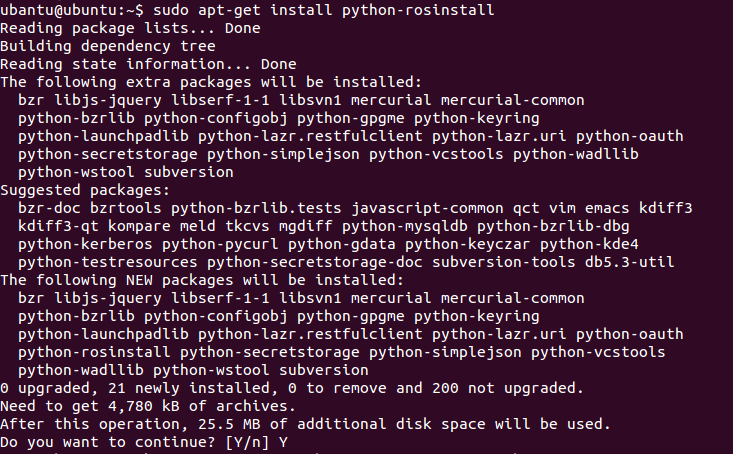 ubantu@ubuntu:~$ sudo apt-get install python-rosinstall
Reading package lists... Done
Building dependency tree
Reading state information... Done
The following extra packages will be installed:
  bzr libjs-jquery libserf-1-1 libsvn1 mercurial mercurial-common
  python-bzrlib python-configobj python-gpgme python-keyring
  python-launchpadlib python-lazr.restfulclient python-lazr.uri python-oauth
  python-secretstorage python-simplejson python-vcstools python-wadllib
  python-wstool subversion
Suggested packages:
  bzr-doc bzrtools python-bzrlib.tests javascript-common qct vim emacs kdiff3
  kdiff3-qt kompare meld tkcvs mgdiff python-mysqldb python-bzrlib-dbg
  python-kerberos python-pycurl python-gdata python-keyczar python-kde4
  python-testresources python-secretstorage-doc subversion-tools db5.3-util
The following NEW packages will be installed:
  bzr libjs-jquery libserf-1-1 libsvn1 mercurial mercurial-common
  python-bzrlib python-configobj python-gpgme python-keyring
  python-launchpadlib python-lazr.restfulclient python-lazr.uri python-oauth
  python-rosinstall python-secretstorage python-simplejson python-vcstools
  python-wadllib python-wstool subversion
0 upgraded, 21 newly installed, 0 to remove and 200 not upgraded.
Need to get 4,780 kB of archives.
After this operation, 25.5 MB of additional disk space will be used.
Do you want to continue? [Y/n] Y